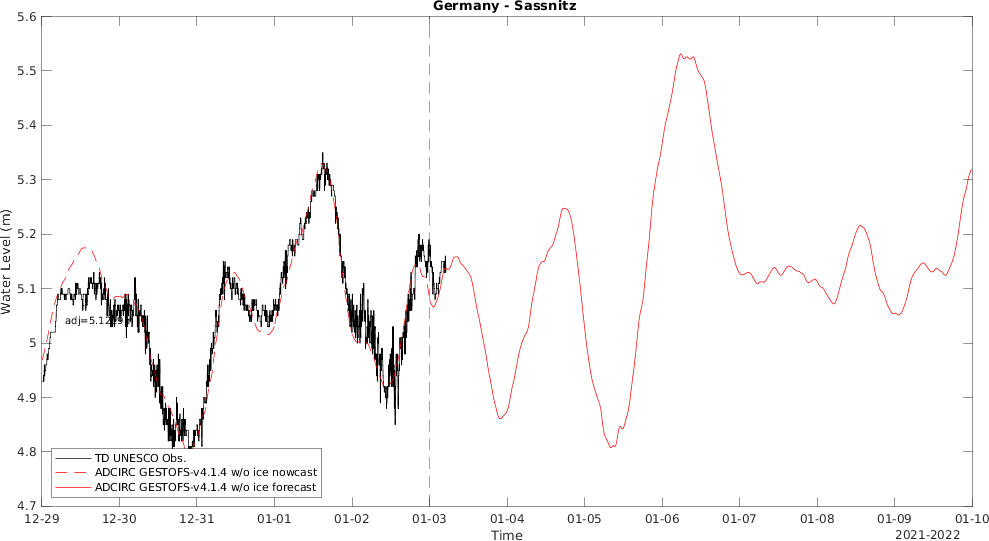 Germany - Sassnitz
5.6
5.5
5.4
5.3
5.2
5.1
5
4.9
4.8
4.7
Water Level (m)
TD UNESCO Obs.
ADCIRC GESTOFS-v4.1.4 w/o ice nowcast
ADCIRC GESTOFS-v4.1.4 w/o ice forecast
12-29 12-30 12-31 01-01 01-02 01-03 01-04 01-05 01-06 01-07 01-08 01-09 01-10
Time
2021-2022